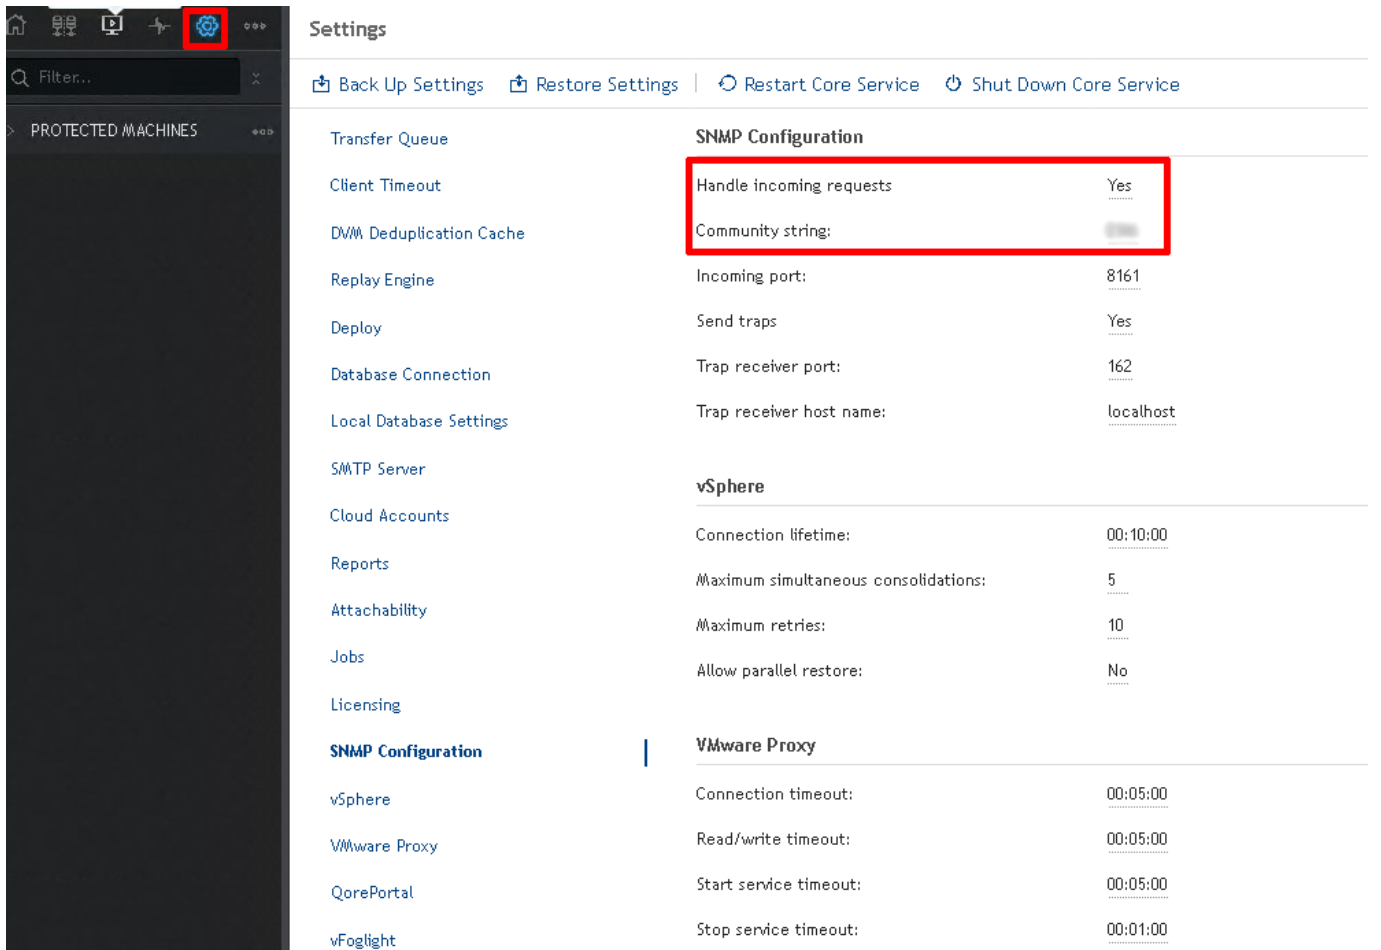 Settings
Filter...
Back Up Settings Restore Settings Restart Core Service Shut Down Core Service
PROTECTED MACHINES
Transfer Queue
Client Timeout
DVM Deduplication Cache
Replay Engine
Deploy
Database Connection
Local Database Settings
SMTP Server
Cloud Accounts
Reports
Attachability
Jobs
Licensing
SNMP Configuration
vSphere
VMware Proxy
QorePortal
vFoglight
SNMP Configuration
Handle incoming requests Yes
Community string:
Incoming port: 8161
Send traps Yes
Trap receiver port: 162
Trap receiver host name: localhost
vSphere
Connection lifetime: 00:10:00
Maximum simultaneous consolidations: 5
Maximum retries: 10
Allow parallel restore: No
VMware Proxy
Connection timeout: 00:05:00
Read/write timeout: 00:05:00
Start service timeout: 00:05:00
Stop service timeout: 00:01:00